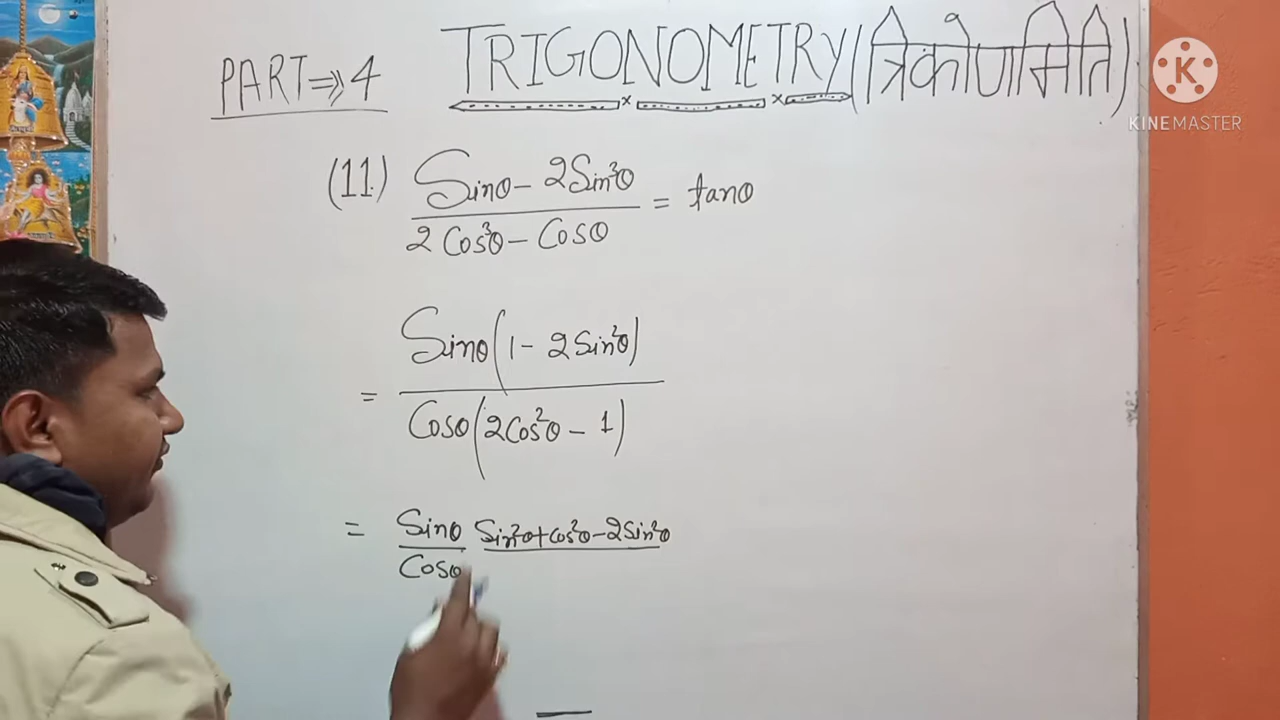 PART⇒4
TRIGONOMETRY(त्रिकोणामिति)
KINEMASTER
(11.) Sinθ - 2Sin³θ / 2Cos³θ - Cosθ = tanθ
= Sinθ(1 - 2Sin²θ) / Cosθ(2Cos²θ - 1)
= Sinθ / Cosθ Sin²θ + Cos²θ - 2Sin²θ